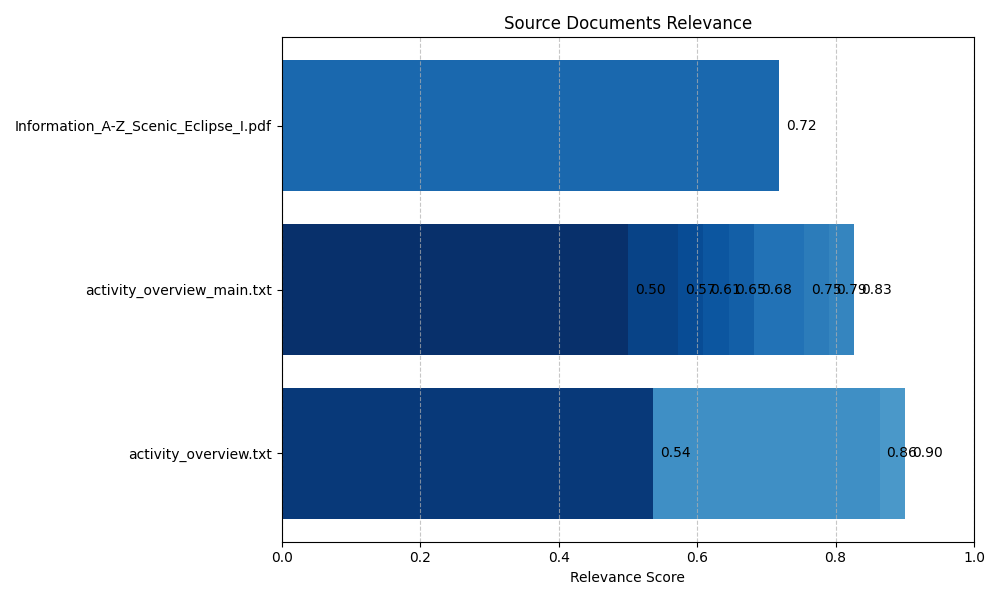 Source Documents Relevance
Information_A-Z_Scenic_Eclipse_I.pdf
0.72
activity_overview_main.txt
0.50 0.57 0.61 0.65 0.68 0.75 0.79 0.83
activity_overview.txt
0.54 0.86 0.90
0.0 0.2 0.4 0.6 0.8 1.0
Relevance Score